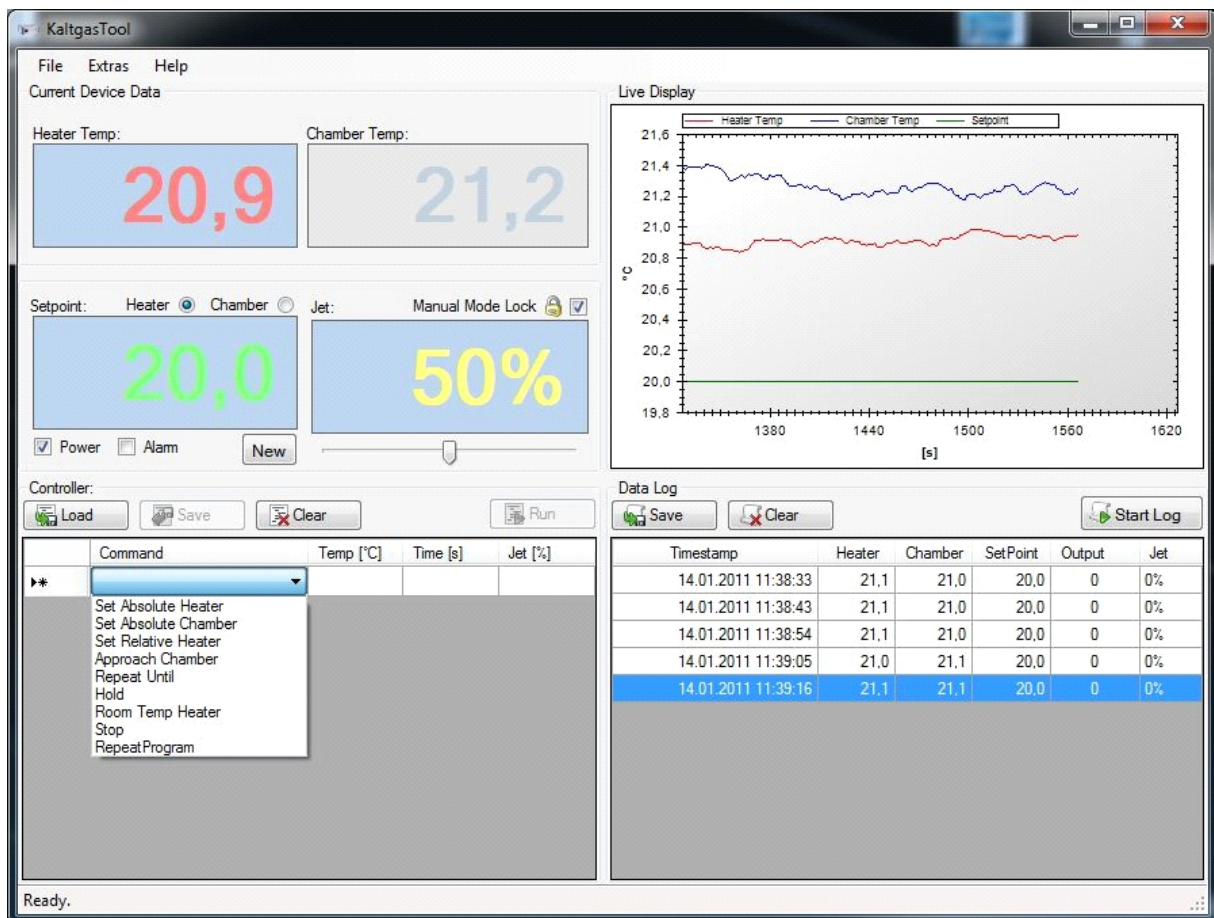 KaltgasTool
File Extras Help
Current Device Data
Heater Temp: Chamber Temp:
20,9 21,2
Setpoint: Heater Chamber Jet: Manual Mode Lock
20,0 50%
Power Alarm New
Live Display
Heater Temp Chamber Temp Setpoint
21,6
21,4
21,2
21,0
20,8
20,6
20,4
20,2
20,0
19,8
°C
1380 1440 1500 1560 1620
[s]
Controller:
Load Save Clear Run
Command Temp [°C] Time [s] Jet [%]
Set Absolute Heater
Set Absolute Chamber
Set Relative Heater
Approach Chamber
Repeat Until
Hold
Room Temp Heater
Stop
RepeatProgram
Data Log
Save Clear Start Log
Timestamp Heater Chamber SetPoint Output Jet
14.01.2011 11:38:33 21,1 21,0 20,0 0 0%
14.01.2011 11:38:43 21,1 21,0 20,0 0 0%
14.01.2011 11:38:54 21,1 21,0 20,0 0 0%
14.01.2011 11:39:05 21,0 21,1 20,0 0 0%
14.01.2011 11:39:16 21,1 21,1 20,0 0 0%
Ready.